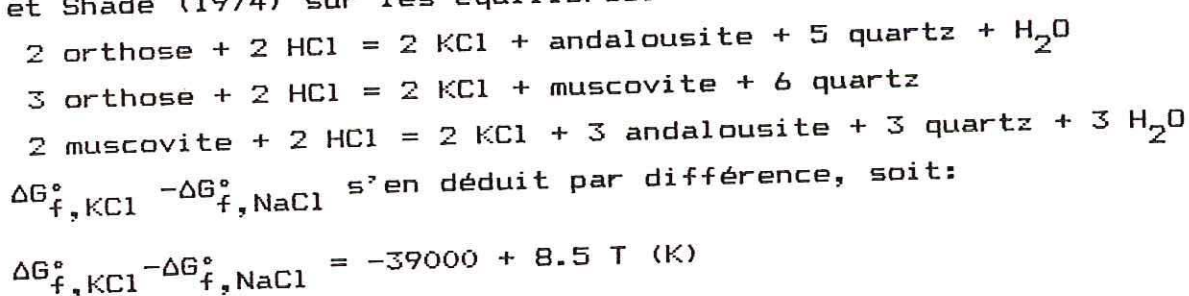 et Shade (1974) sur les équilibres:
2 orthose + 2 HCl = 2 KCl + andalousite + 5 quartz + H₂O
3 orthose + 2 HCl = 2 KCl + muscovite + 6 quartz
2 muscovite + 2 HCl = 2 KCl + 3 andalousite + 3 quartz + 3 H₂O
ΔG°f,KCl -ΔG°f,NaCl s'en déduit par différence, soit:
ΔG°f,KCl-ΔG°f,NaCl = -39000 + 8.5 T (K)